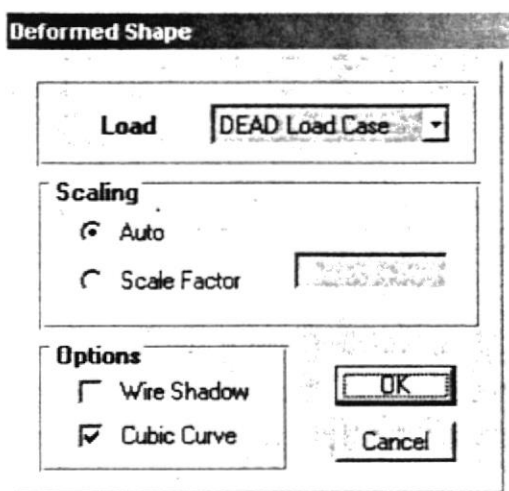 Deformed Shape
Load DEAD Load Case
Scaling
Auto
Scale Factor
Options
Wire Shadow
Cubic Curve
OK
Cancel